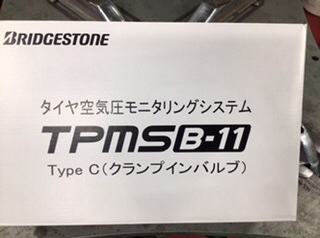 BRIDGESTONE
タイヤ空気圧モニタリングシステム
TPMS B-11
Type C(クランプインバルブ)